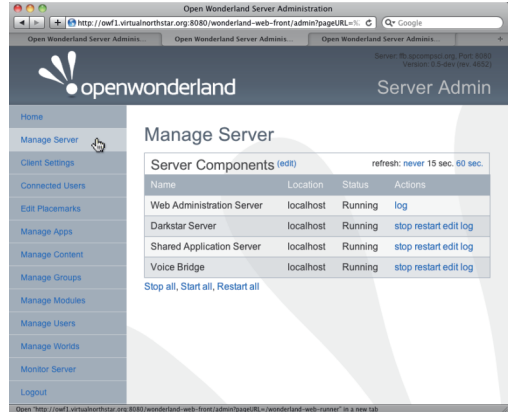 Open Wonderland Server Administration
http://owf1.virtualnorthstar.org:8080/wonderland-web-front/admin?pageURL=%
Google
Open Wonderland Server Adminis... Open Wonderland Server Adminis... Open Wonderland Server Adminis...
Port: 8080
Version: 0.5-dev (rev. 4652)
openwonderland
Server Admin
Home
Manage Server
Client Settings
Connected Users
Edit Placemarks
Manage Apps
Manage Content
Manage Groups
Manage Modules
Manage Users
Manage Worlds
Monitor Server
Logout
Manage Server
Server Components (edit) refresh: never 15 sec. 60 sec.
Name Location Status Actions
Web Administration Server localhost Running log
Darkstar Server localhost Running stop restart edit log
Shared Application Server localhost Running stop restart edit log
Voice Bridge localhost Running stop restart edit log
Stop all, Start all, Restart all
Open "http://owf1.virtualnorthstar.org:8080/wonderland-web-front/admin?pageURL=/wonderland-web-runner" in a new tab